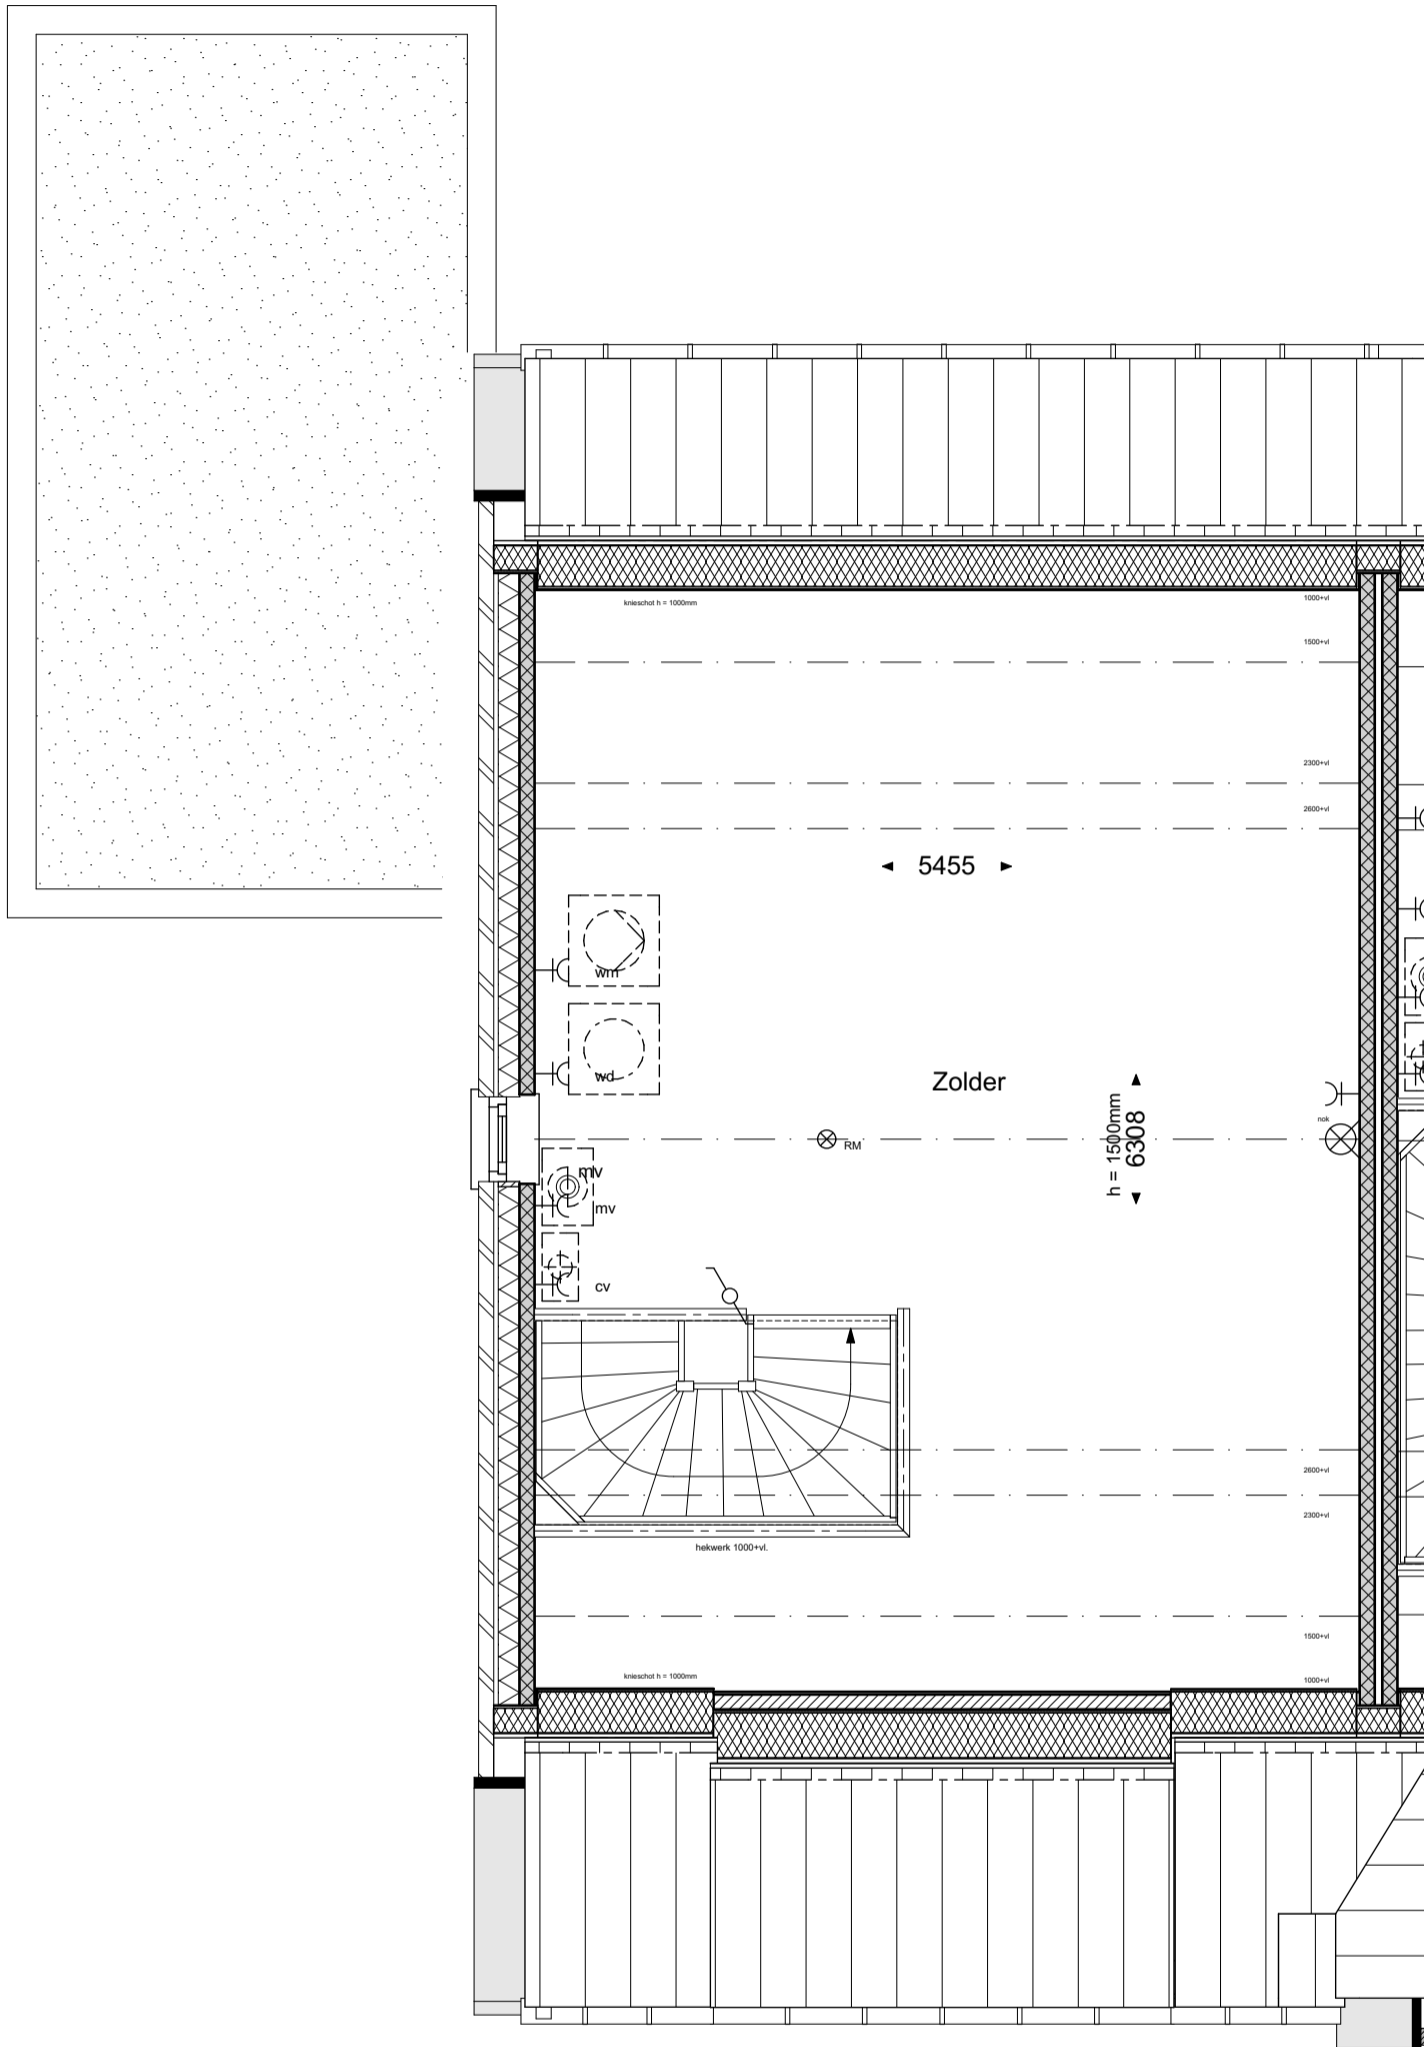 knieschot h = 1000mm
1000+vl
1500+vl
2300+vl
2600+vl
5455
wm
wd
Zolder
h = 1500mm
6308
nok
RM
mv
mv
cv
2600+vl
2300+vl
hekwerk 1000+vl.
1500+vl
knieschot h = 1000mm
1000+vl